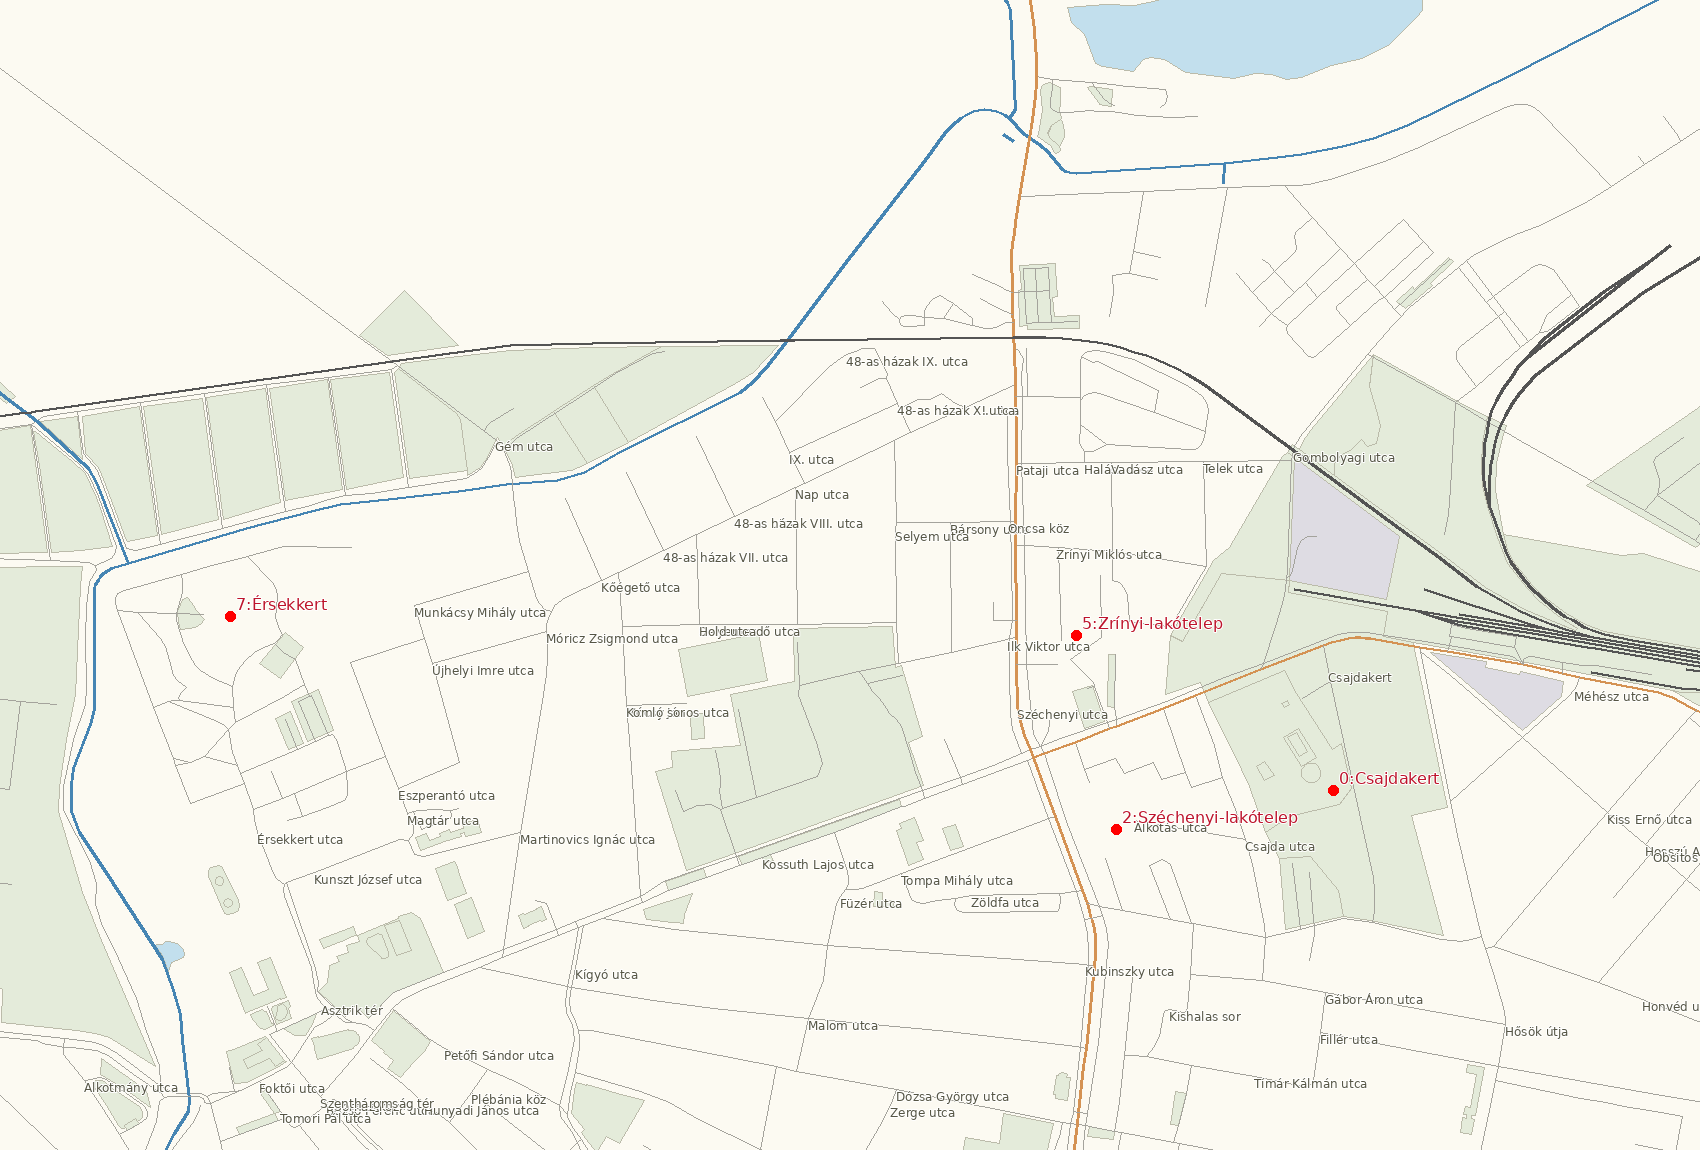 48-as házak IX. utca
48-as házak X
Gém utca
IX. utca
Pataji utca
Vadász utca
Telek utca
Gombolyagi utca
Nap utca
48-as házak VIII. utca
Selyem utca
Bársony
Oncsa köz
48-as házak VII. utca
Zrínyi Miklós utca
Kőégető utca
7:Érsekkert
Munkácsy Mihály utca
5:Zrínyi-lakótelep
Móricz Zsigmond utca
Ilk Viktor utca
Újhelyi Imre utca
Csajdakert
Méhész utca
Komló soros utca
Széchenyi utca
0:Csajdakert
Eszperantó utca
Magtár utca
2:Széchenyi-lakótelep
Alkotás utca
Kiss Ernő utca
Érsekkert utca
Martinovics Ignác utca
Csajda utca
Kossuth Lajos utca
Kunszt József utca
Tompa Mihály utca
Füzér utca
Zöldfa utca
Kígyó utca
Kubinszky utca
Asztrik tér
Gábor Áron utca
Honvéd u
Malom utca
Kishalas sor
Hősök útja
Fillér utca
Petőfi Sándor utca
Alkotmány utca
Foktői utca
Tímár Kálmán utca
Plébánia köz
Dózsa György utca
Szentháromság tér
Hunyadi János utca
Zerge utca
Tomori Pál utca